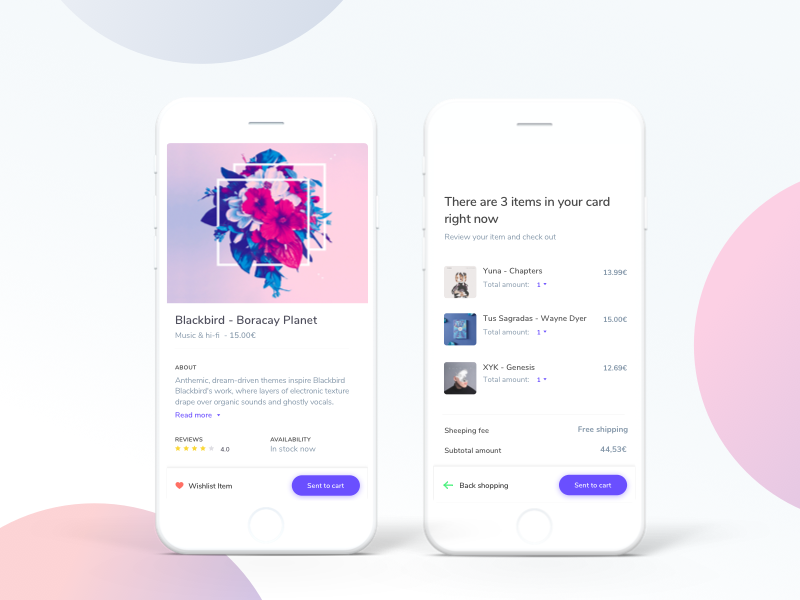 Blackbird - Boracay Planet
Music & hi-fi - 15.00€
ABOUT
Anthemic, dream-driven themes inspire Blackbird
Blackbird's work, where layers of electronic texture
drape over organic sounds and ghostly vocals.
Read more
REVIEWS
4.0
AVAILABILITY
In stock now
Wishlist Item
Sent to cart
There are 3 items in your card
right now
Review your item and check out
Yuna - Chapters
13.99€
Total amount: 1
Tus Sagradas - Wayne Dyer
15.00€
Total amount: 1
XYK - Genesis
12.69€
Total amount: 1
Sheeping fee
Free shipping
Subtotal amount
44,53€
Back shopping
Sent to cart